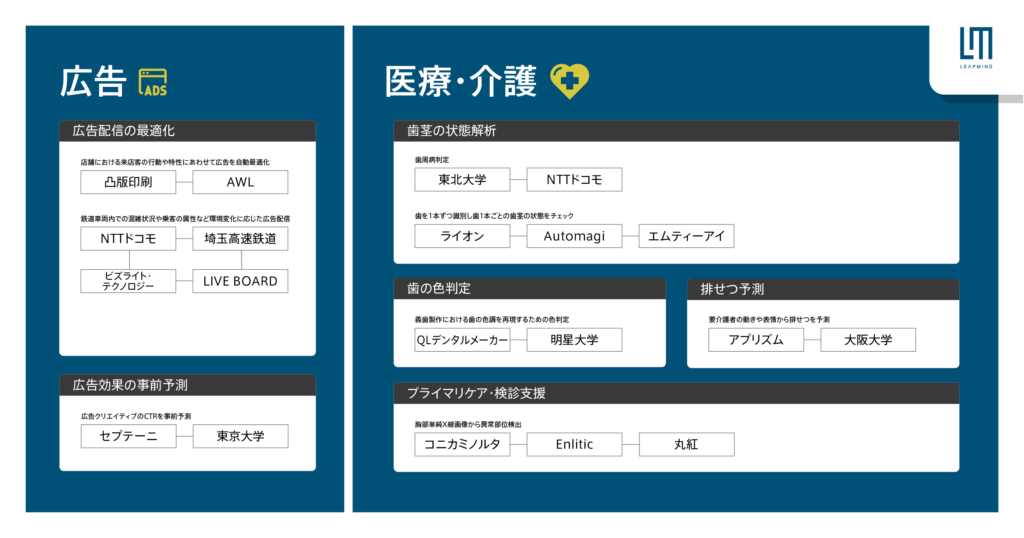 広告
ADS
広告配信の最適化
店舗における来店客の行動や特性にあわせて広告を自動最適化
凸版印刷
AWL
鉄道車両内での混雑状況や乗客の属性など環境変化に応じた広告配信
NTTドコモ
埼玉高速鉄道
ビズライト・
テクノロジー
LIVE BOARD
広告効果の事前予測
広告クリエイティブのCTRを事前予測
セプテーニ
東京大学
医療・介護
LM
LEAPMIND
歯茎の状態解析
歯周病判定
東北大学
NTTドコモ
歯を1本ずつ識別し歯1本ごとの歯茎の状態をチェック
ライオン
Automagi
エムティーアイ
歯の色判定
義歯製作における歯の色調を再現するための色判定
QLデンタルメーカー
明星大学
排せつ予測
要介護者の動きや表情から排せつを予測
アプリズム
大阪大学
プライマリケア・検診支援
胸部単純X線画像から異常部位検出
コニカミノルタ
Enlitic
丸紅